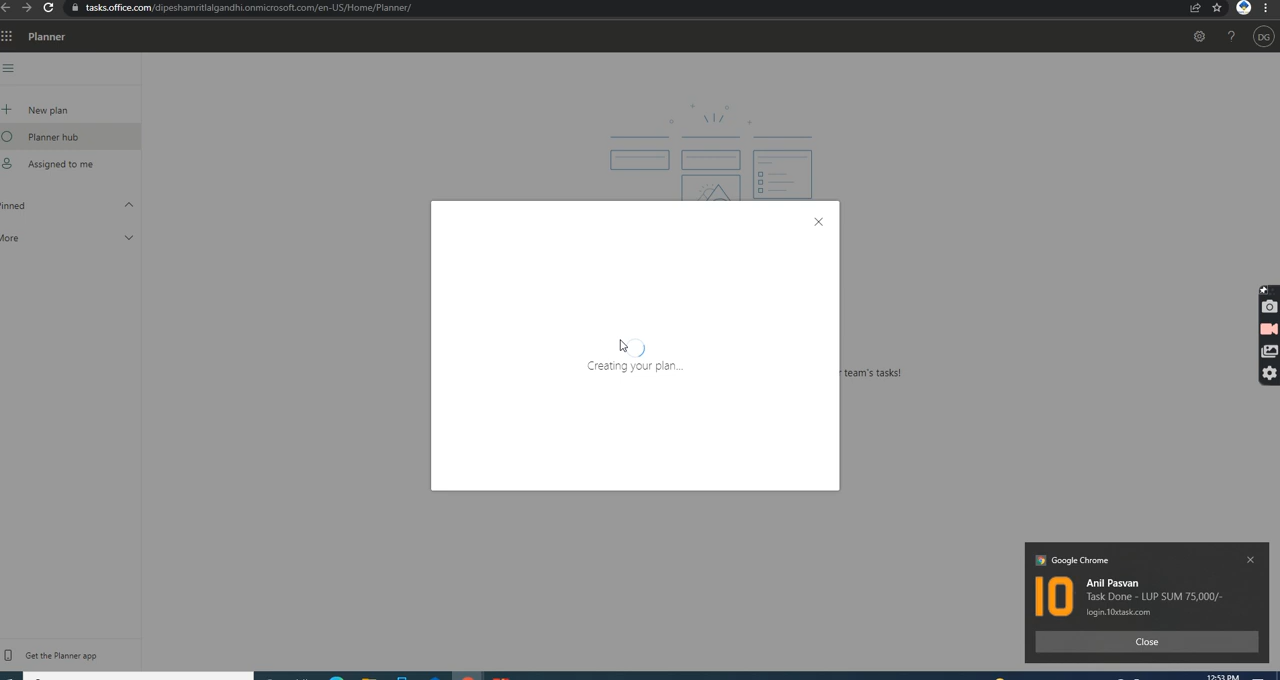 tasks.office.com/dipeshamritlalgandhi.onmicrosoft.com/en-US/Home/Planner/
Planner
? DG
New plan
Planner hub
Assigned to me
Pinned
More
Creating your plan...
r team's tasks!
Google Chrome
Anil Pasvan
10
Task Done - LUP SUM 75,000/-
login.10xtask.com
Close
Get the Planner app
12:53 PM